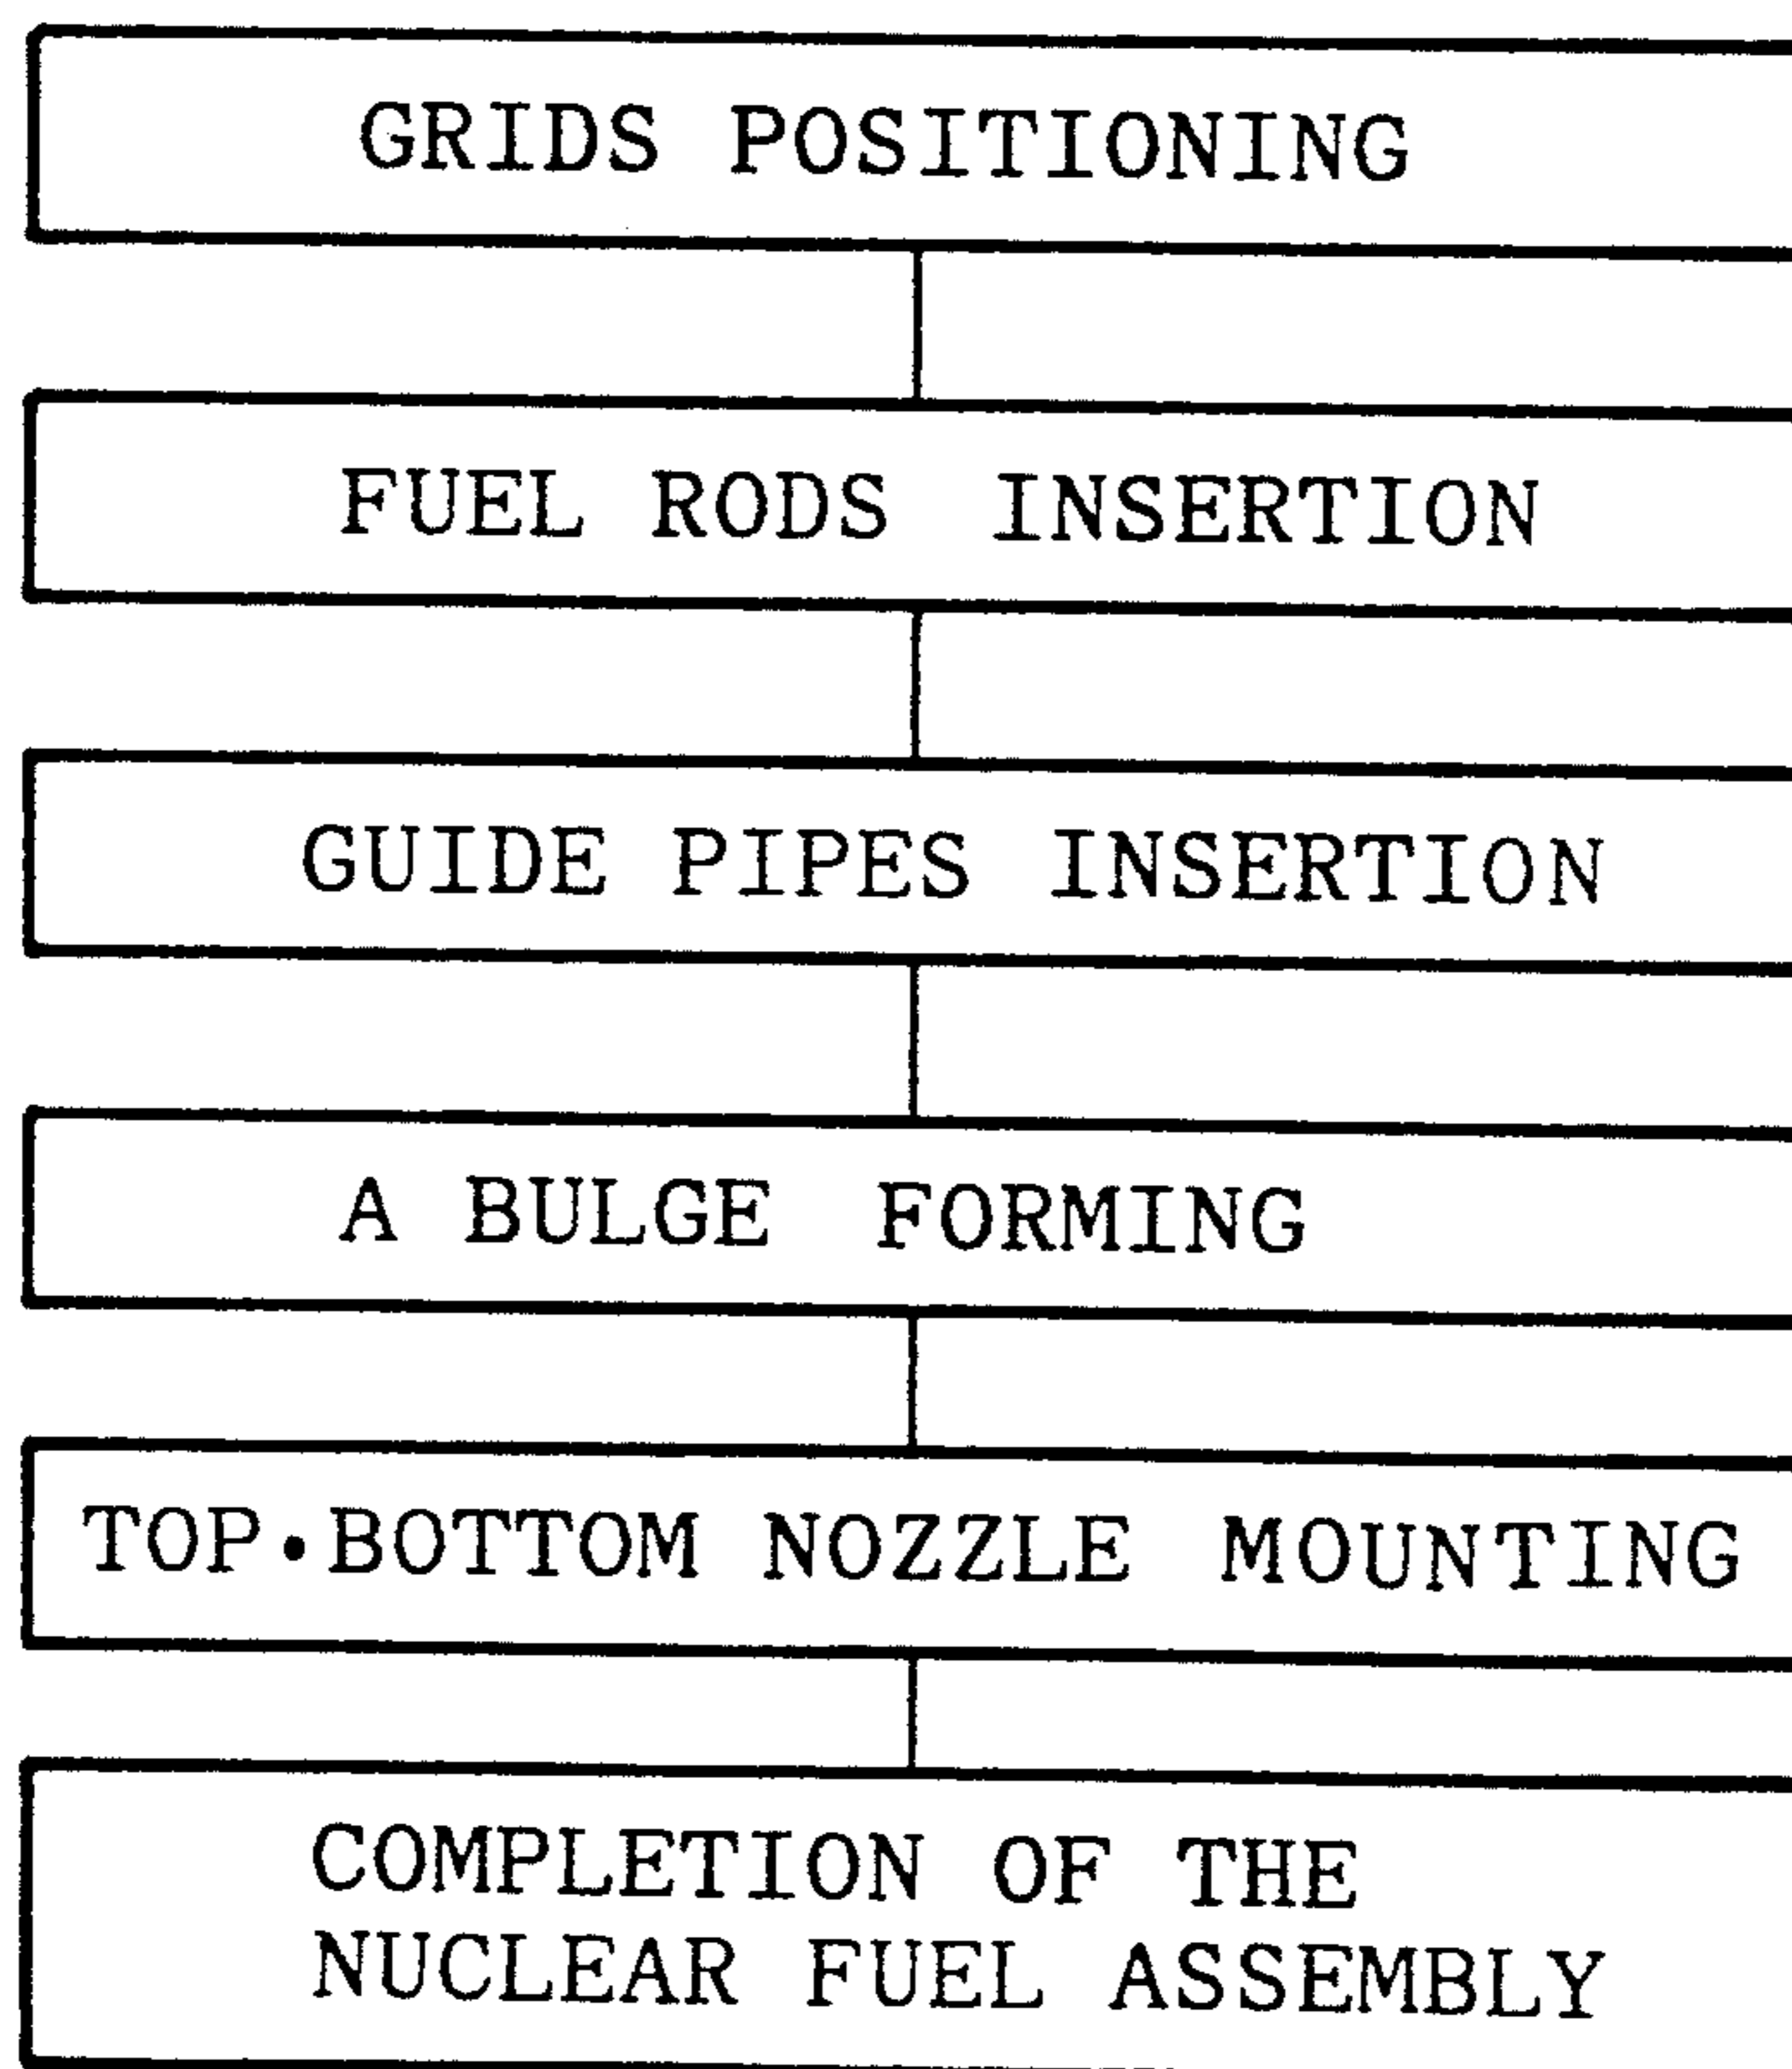 GRIDS POSITIONING
FUEL RODS INSERTION
GUIDE PIPES INSERTION
A BULGE FORMING
TOP•BOTTOM NOZZLE MOUNTING
COMPLETION OF THE
NUCLEAR FUEL ASSEMBLY